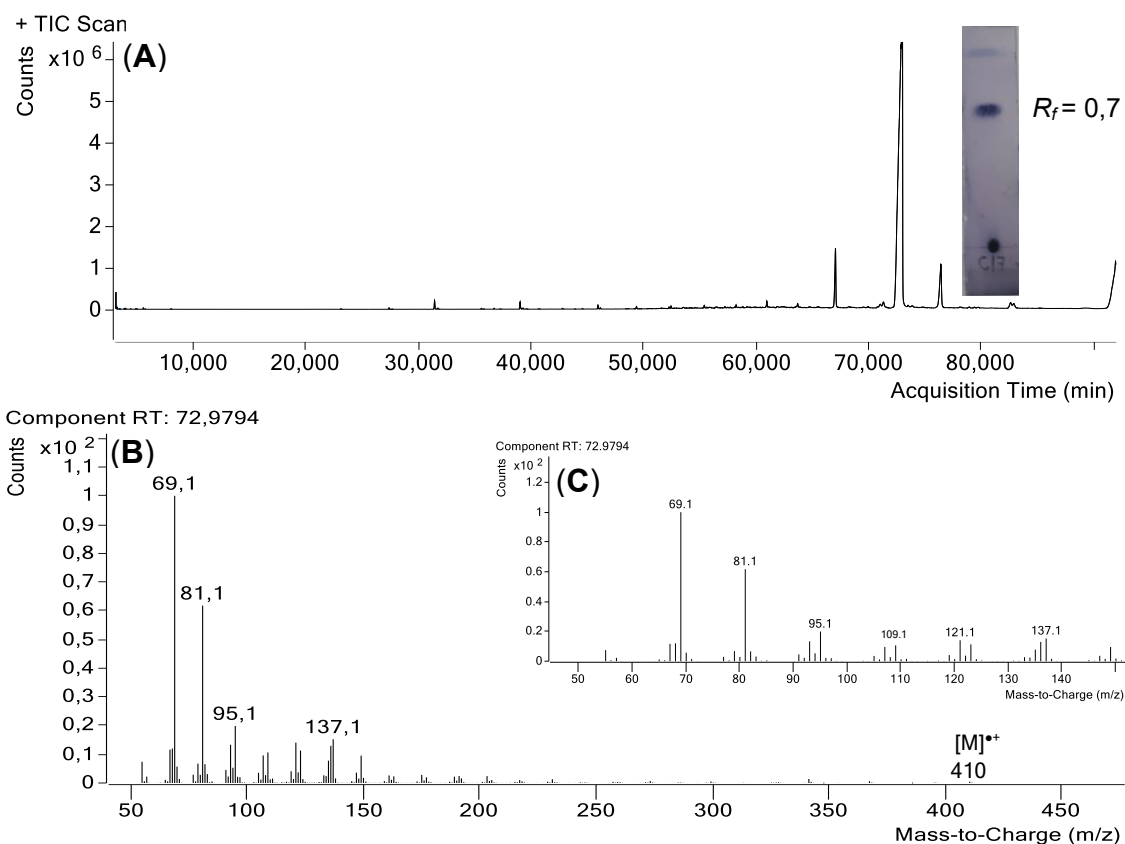 + TIC Scan
Counts
x10 6
(A)
5
4
3
2
1
0
10,000 20,000 30,000 40,000 50,000 60,000 70,000 80,000
Acquisition Time (min)
Rf = 0,7
C17
Component RT: 72,9794
Counts
x10 2
(B)
1,1
1
0,9
0,8
0,7
0,6
0,5
0,4
0,3
0,2
0,1
0
69,1
81,1
95,1
137,1
[M]•+
410
50 100 150 200 250 300 350 400 450
Mass-to-Charge (m/z)
Component RT: 72.9794
Counts
x10 2
(C)
1.2
1
0.8
0.6
0.4
0.2
0
69.1
81.1
95.1
109.1
121.1
137.1
50 60 70 80 90 100 110 120 130 140
Mass-to-Charge (m/z)